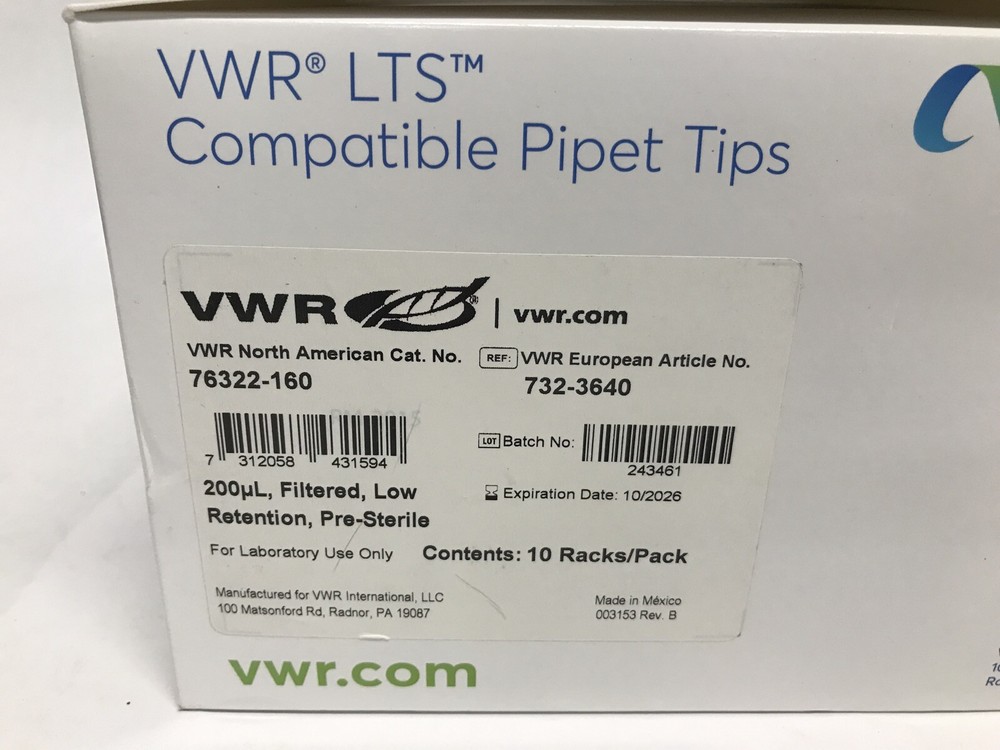 VWR® LTS™
Compatible Pipet Tips
VWR® | vwr.com
VWR North American Cat. No.
76322-160
REF: VWR European Article No.
732-3640
7 312058 431594
LOT Batch No:
243461
200µL, Filtered, Low
Retention, Pre-Sterile
Expiration Date: 10/2026
For Laboratory Use Only
Contents: 10 Racks/Pack
Manufactured for VWR International, LLC
100 Matsonford Rd, Radnor, PA 19087
Made in México
003153 Rev. B
vwr.com